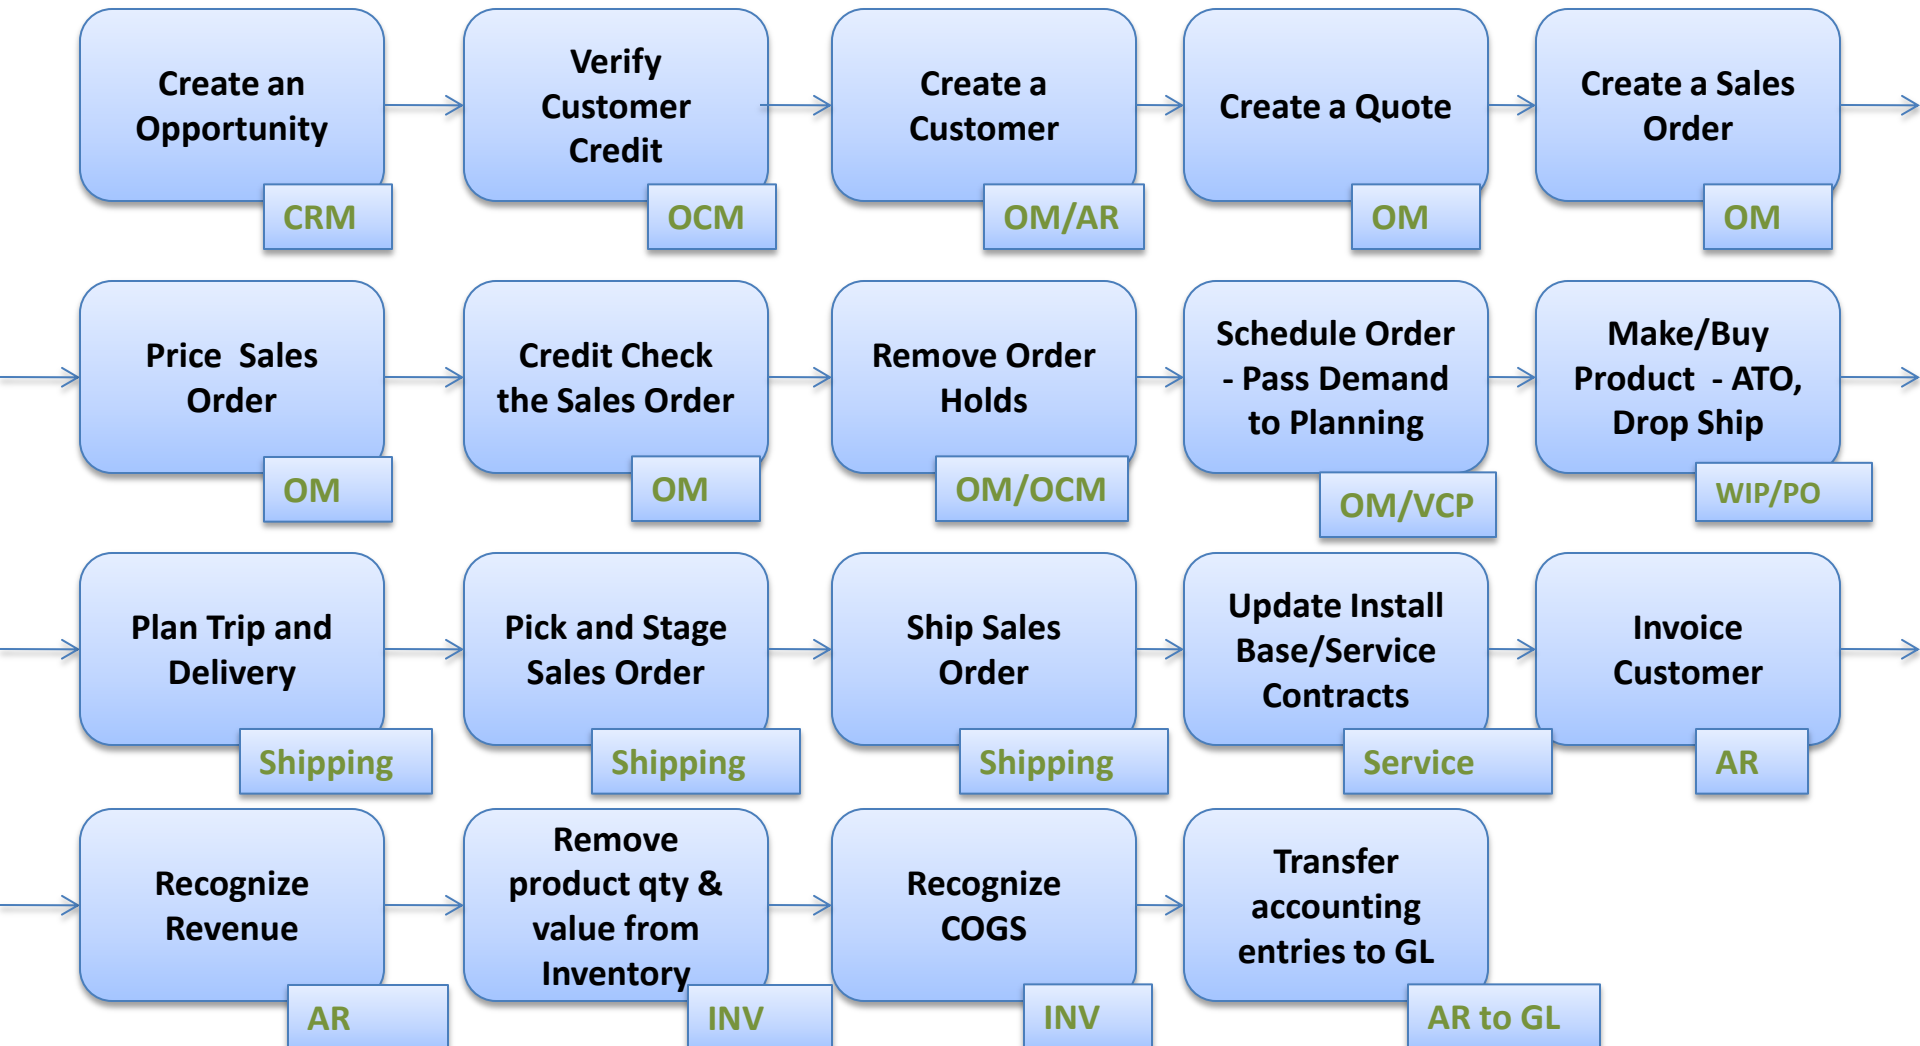 Create an
Opportunity
CRM
Verify
Customer
Credit
OCM
Create a
Customer
OM/AR
Create a Quote
OM
Create a Sales
Order
OM
Price  Sales
Order
OM
Credit Check
the Sales Order
OM
Remove Order
Holds
OM/OCM
Schedule Order
- Pass Demand
to Planning
OM/VCP
Make/Buy
Product  - ATO,
Drop Ship
WIP/PO
Plan Trip and
Delivery
Shipping
Pick and Stage
Sales Order
Shipping
Ship Sales
Order
Shipping
Update Install
Base/Service
Contracts
Service
Invoice
Customer
AR
Recognize
Revenue
AR
Remove
product qty &
value from
Inventory
INV
Recognize
COGS
INV
Transfer
accounting
entries to GL
AR to GL